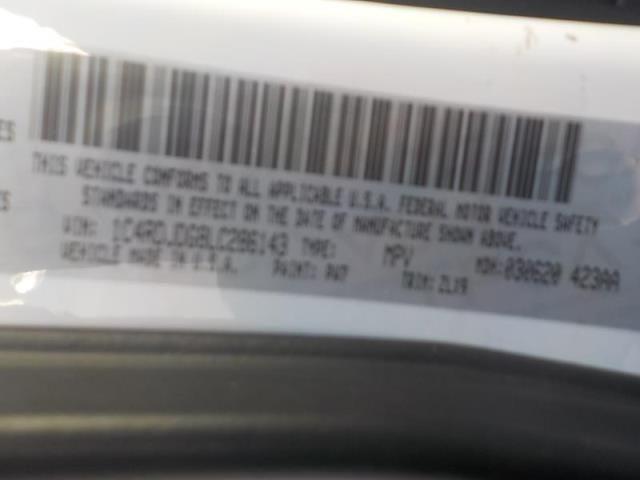 THIS VEHICLE CONFORMS TO ALL APPLICABLE U.S.A. FEDERAL MOTOR VEHICLE SAFETY
STANDARDS IN EFFECT ON THE DATE OF MANUFACTURE SHOWN ABOVE.
VIN: 1C4RDJDG8LC286143 TYPE: MPV MDH:030620 423AA
VEHICLE MADE IN U.S.A. PAINT: PW7 TRIM:ZLX9